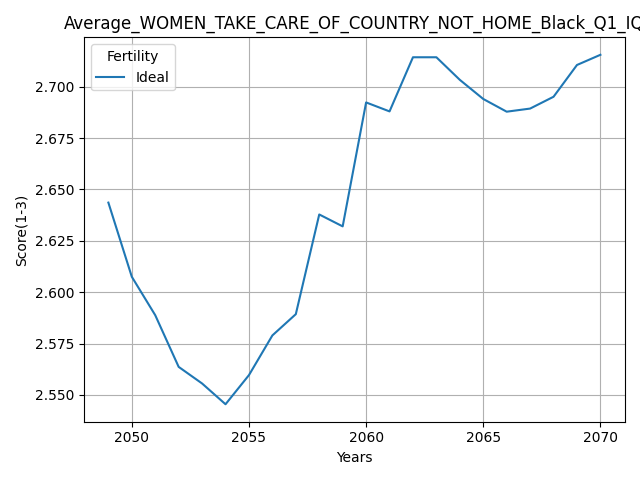 Average_WOMEN_TAKE_CARE_OF_COUNTRY_NOT_HOME_Black_Q1_IQ
Fertility
Ideal
Score(1-3)
2.700
2.675
2.650
2.625
2.600
2.575
2.550
2050
2055
2060
2065
2070
Years